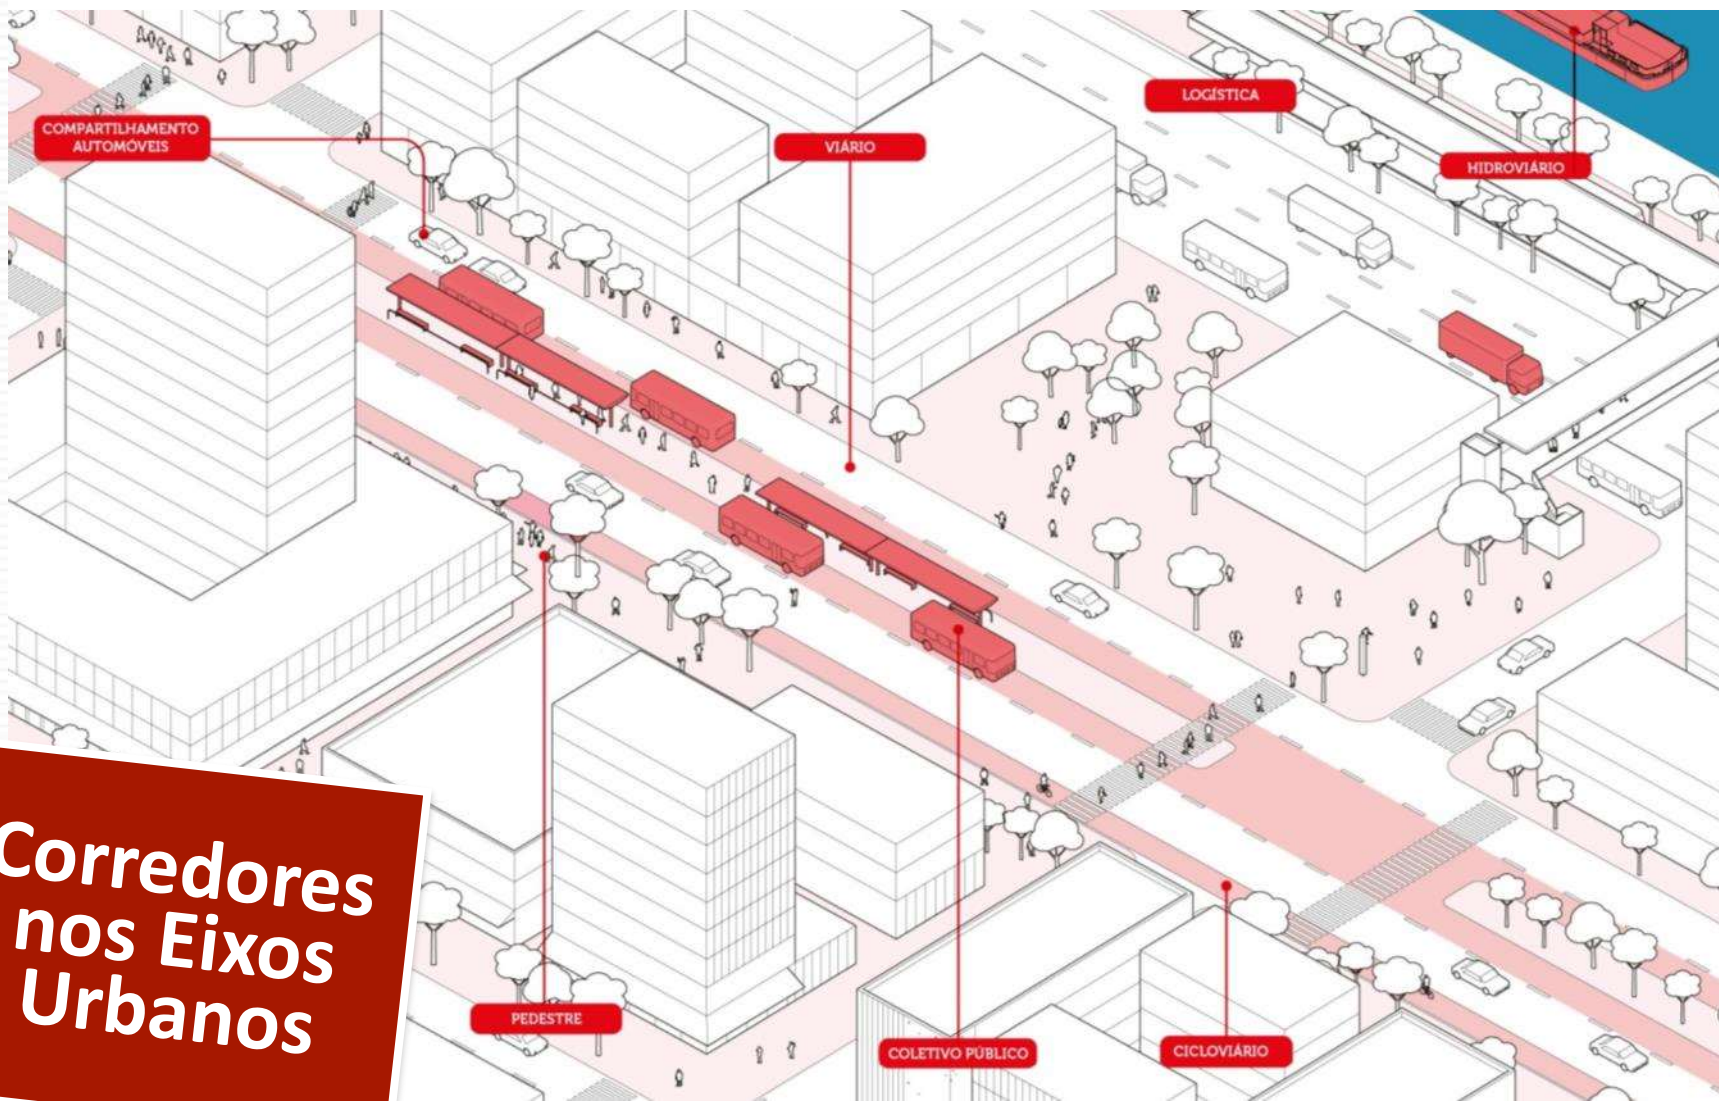 LOGÍSTICA
COMPARTILHAMENTO
AUTOMÓVEIS
VIÁRIO
HIDROVIÁRIO
Corredores
nos Eixos
Urbanos
PEDESTRE
COLETIVO PÚBLICO
CICLOVIÁRIO